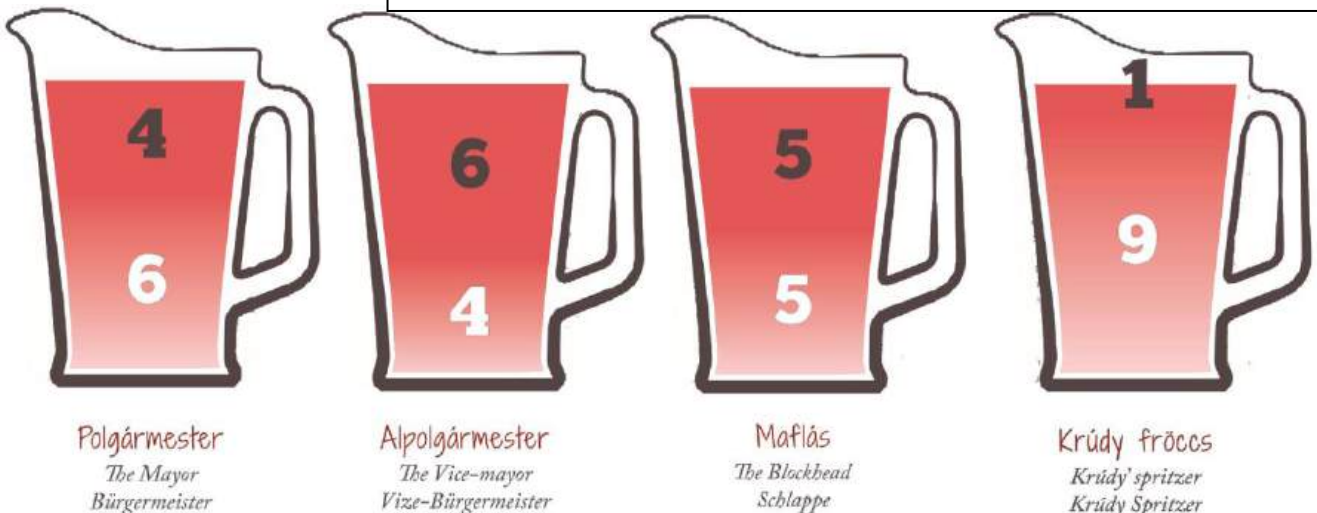 4
6
Polgármester
The Mayor
Bürgermeister
6
4
Alpolgármester
The Vice-mayor
Vize-Bürgermeister
5
5
Maflás
The Blockhead
Schlappe
1
9
Krúdy fröccs
Krúdy' spritzer
Krúdy Spritzer